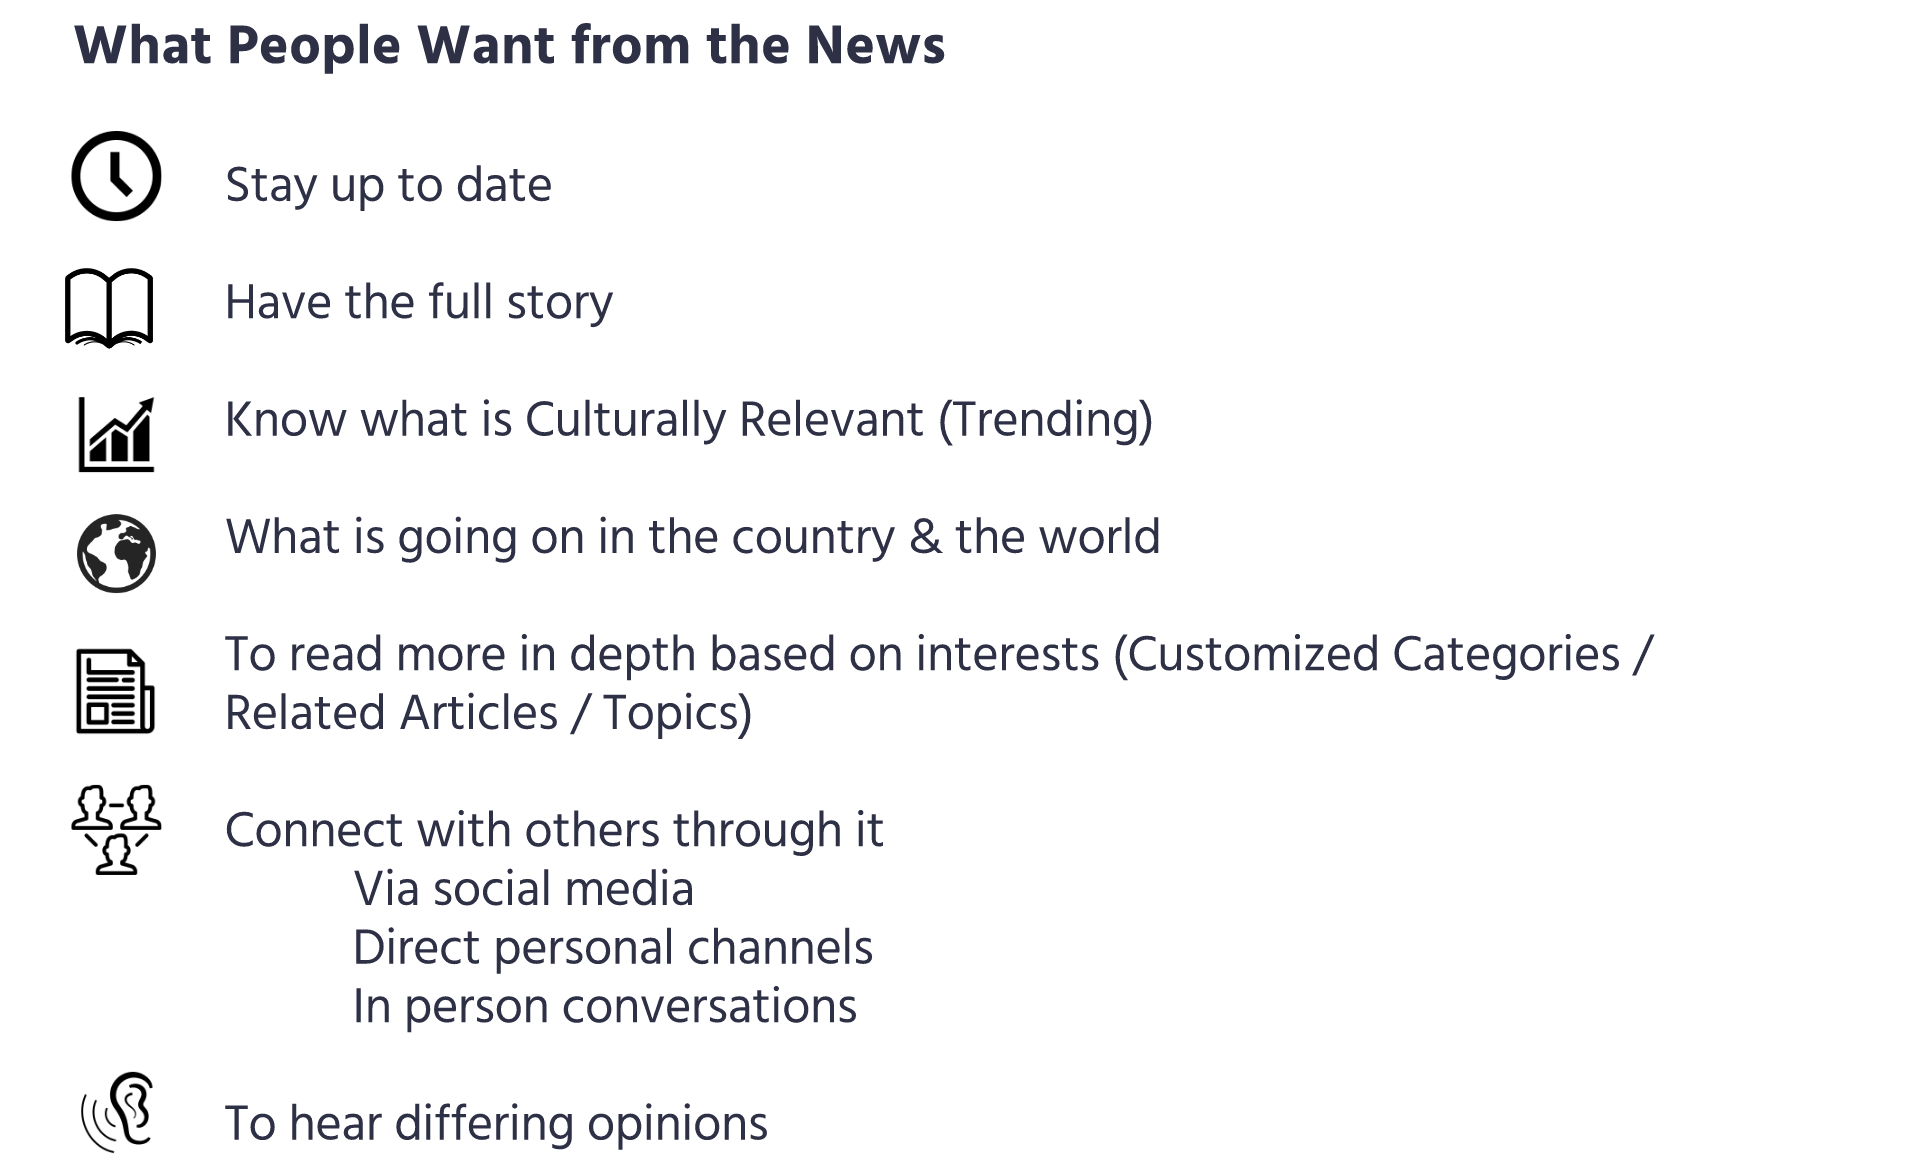 What People Want from the News
Stay up to date
Have the full story
Know what is Culturally Relevant (Trending)
What is going on in the country & the world
To read more in depth based on interests (Customized Categories /
Related Articles / Topics)
Connect with others through it
Via social media
Direct personal channels
In person conversations
To hear differing opinions